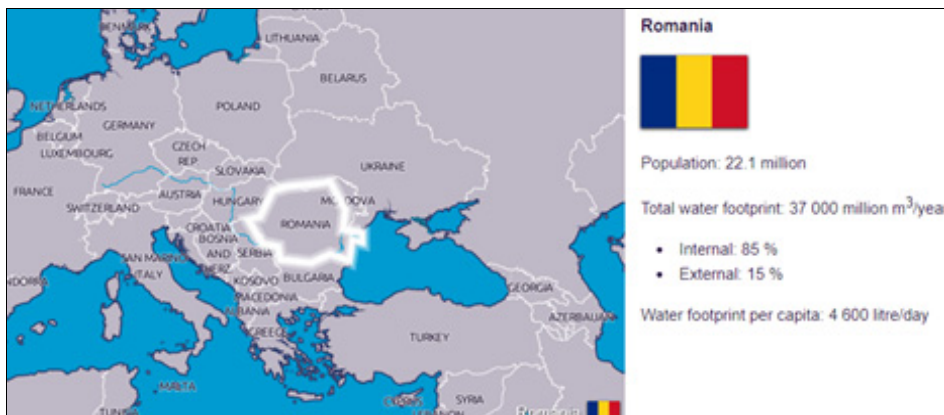 DENMARK
LITHUANIA
BELARUS
NETHERLANDS
POLAND
BELGIUM
GERMANY
LUXEMBOURG
CZECH
REP
UKRAINE
SLOVAKIA
FRANCE
AUSTRIA
HUNGARY
MOLDOVA
SWITZERLAND
ROMANIA
CROATIA
BOSNIA
AND
HERZ
SERBIA
SAN MARINO
ITALY
KOSOVO
BULGARIA
MACEDONIA
ALBANIA
GEORGIA
GREECE
TURKEY
MALTA
SYRIA
Romania
Population: 22.1 million
Total water footprint: 37 000 million m³/year
• Internal: 85 %
• External: 15 %
Water footprint per capita: 4 600 litre/day